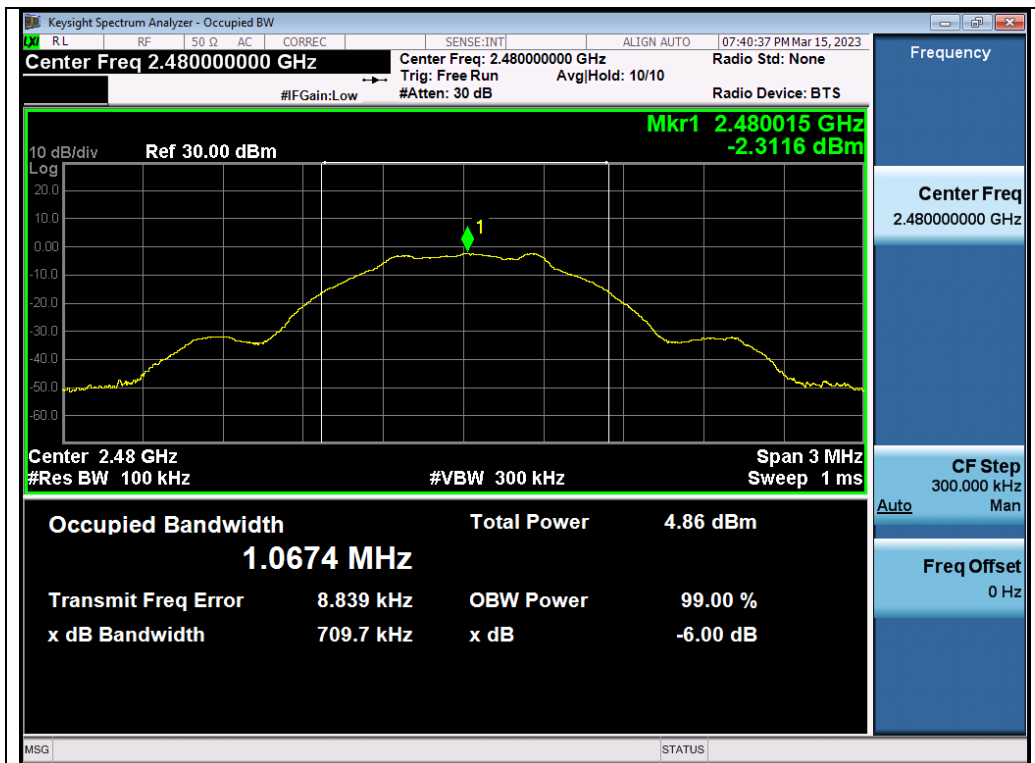 Keysight Spectrum Analyzer - Occupied BW
LXI RL RF 50 Ω AC CORREC SENSE:INT ALIGN AUTO 07:40:37 PM Mar 15, 2023
Center Freq 2.480000000 GHz
Center Freq: 2.480000000 GHz Radio Std: None
Trig: Free Run Avg|Hold: 10/10
#IFGain:Low #Atten: 30 dB Radio Device: BTS
Mkr1 2.480015 GHz
-2.3116 dBm
10 dB/div Ref 30.00 dBm
Log
20.0
10.0
1
0.00
-10.0
-20.0
-30.0
-40.0
-50.0
-60.0
Center 2.48 GHz Span 3 MHz
#Res BW 100 kHz #VBW 300 kHz Sweep 1 ms
Occupied Bandwidth Total Power 4.86 dBm
1.0674 MHz
Transmit Freq Error 8.839 kHz OBW Power 99.00 %
x dB Bandwidth 709.7 kHz x dB -6.00 dB
Frequency
Center Freq
2.480000000 GHz
CF Step
300.000 kHz
Auto Man
Freq Offset
0 Hz
MSG STATUS